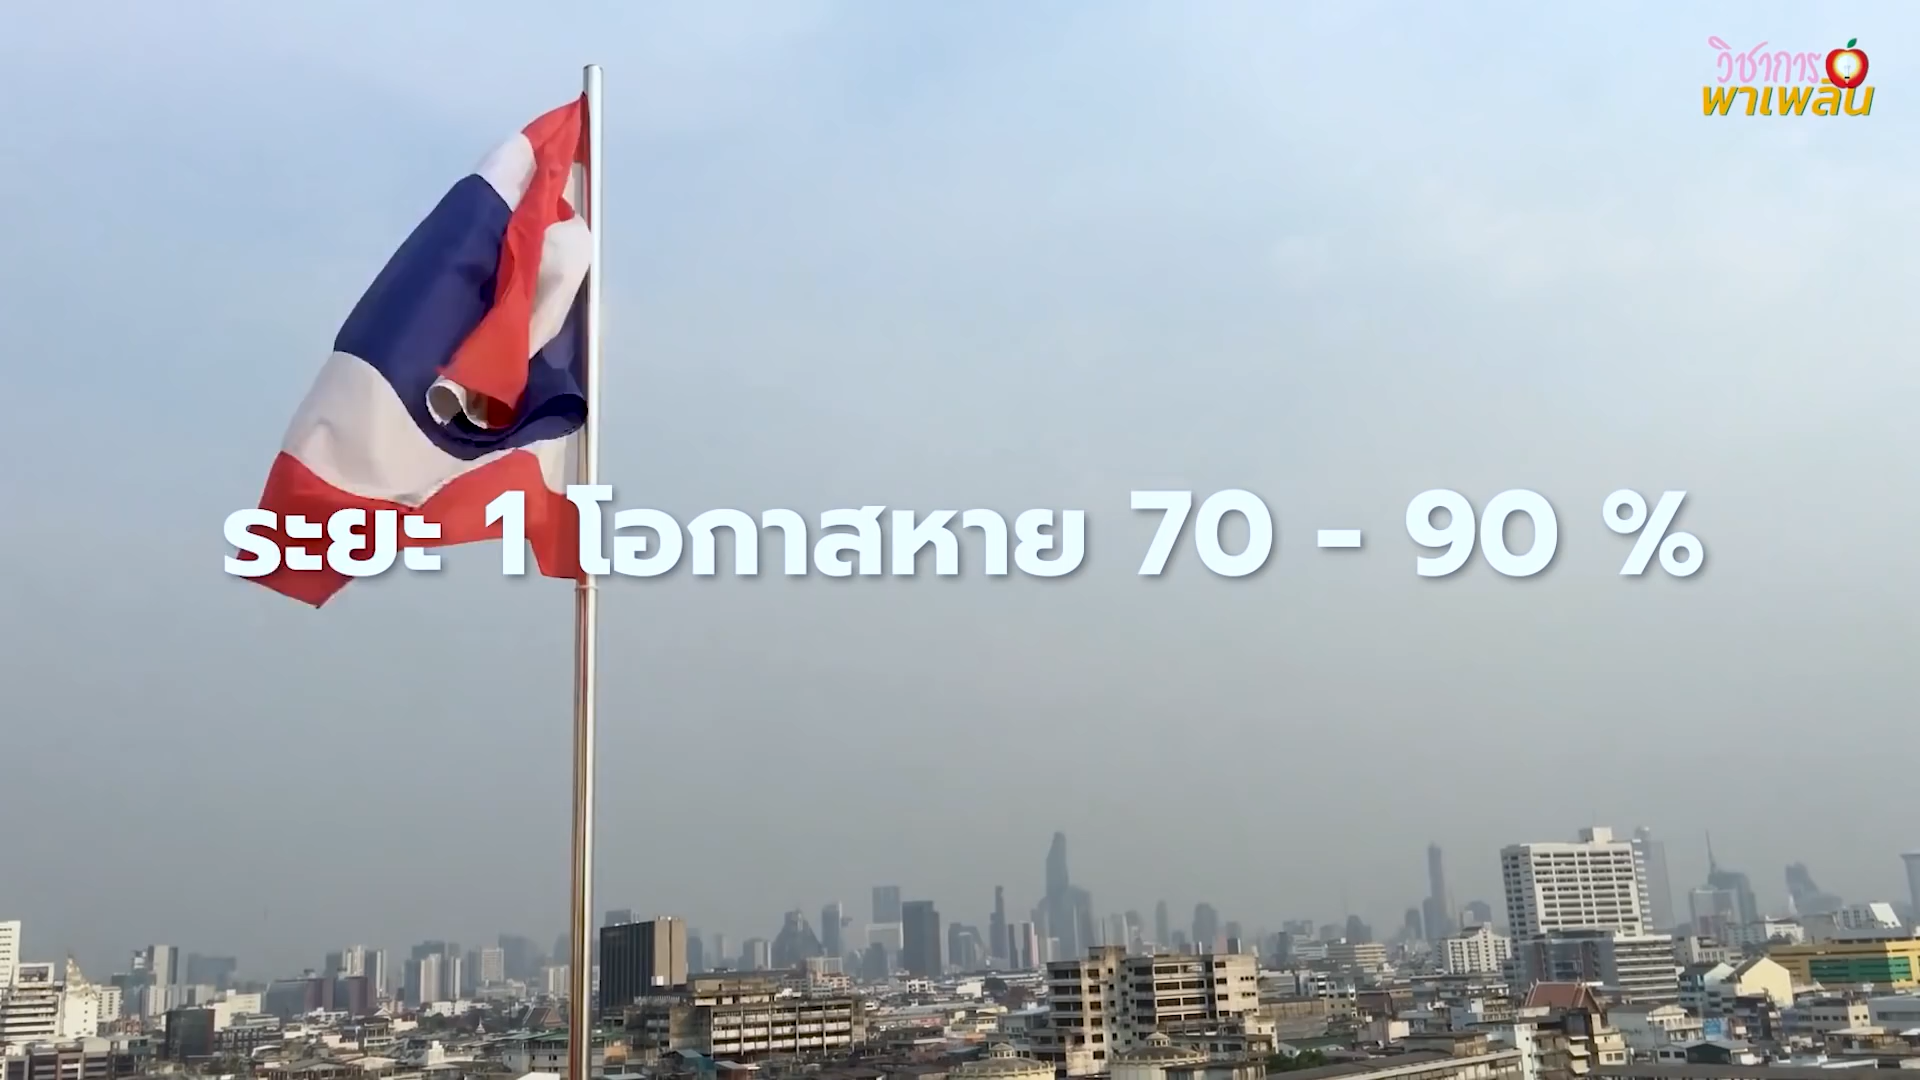 วิชาการ
พาเพลิน
ระยะ 1 โอกาสหาย 70 - 90 %